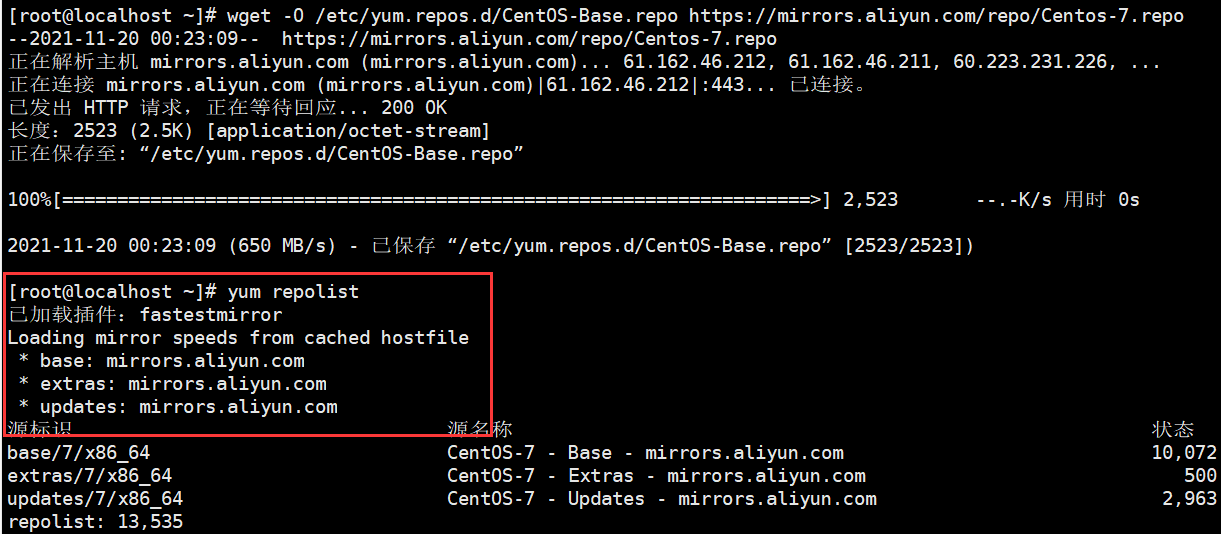 [root@localhost ~]# wget -O /etc/yum.repos.d/CentOS-Base.repo https://mirrors.aliyun.com/repo/Centos-7.repo
--2021-11-20 00:23:09--  https://mirrors.aliyun.com/repo/Centos-7.repo
正在解析主机 mirrors.aliyun.com (mirrors.aliyun.com)... 61.162.46.212, 61.162.46.211, 60.223.231.226, ...
正在连接 mirrors.aliyun.com (mirrors.aliyun.com)|61.162.46.212|:443... 已连接。
已发出 HTTP 请求，正在等待回应... 200 OK
长度：2523 (2.5K) [application/octet-stream]
正在保存至: “/etc/yum.repos.d/CentOS-Base.repo”
100%[====================================================================>] 2,523       --.-K/s 用时 0s
2021-11-20 00:23:09 (650 MB/s) - 已保存 “/etc/yum.repos.d/CentOS-Base.repo” [2523/2523])
[root@localhost ~]# yum repolist
已加载插件：fastestmirror
Loading mirror speeds from cached hostfile
 * base: mirrors.aliyun.com
 * extras: mirrors.aliyun.com
 * updates: mirrors.aliyun.com
源标识 源名称 状态
base/7/x86_64 CentOS-7 - Base - mirrors.aliyun.com 10,072
extras/7/x86_64 CentOS-7 - Extras - mirrors.aliyun.com 500
updates/7/x86_64 CentOS-7 - Updates - mirrors.aliyun.com 2,963
repolist: 13,535